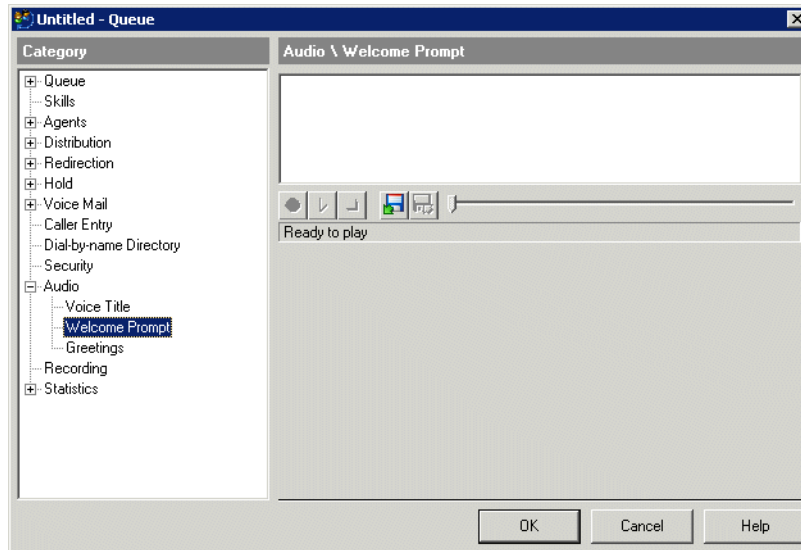 Untitled - Queue
Category
Audio \ Welcome Prompt
Queue
Skills
Agents
Distribution
Redirection
Hold
Voice Mail
Caller Entry
Dial-by-name Directory
Security
Audio
Voice Title
Welcome Prompt
Greetings
Recording
Statistics
Ready to play
OK
Cancel
Help